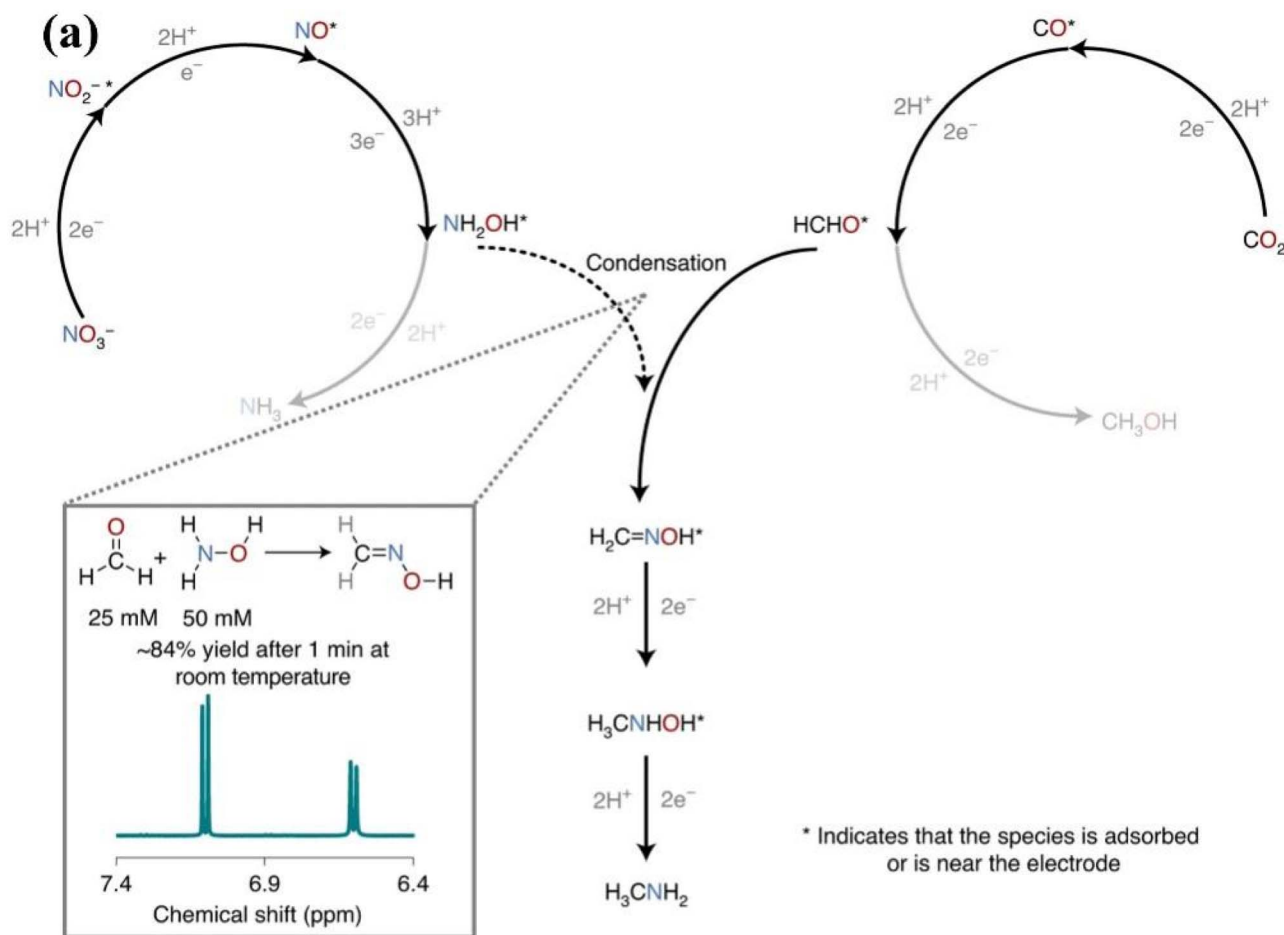 (a)
2H⁺
e⁻
NO*
NO₂⁻*
3H⁺
3e⁻
2H⁺
2e⁻
NH₂OH*
NO₃⁻
2e⁻
2H⁺
NH₃
Condensation
CO*
2H⁺
2e⁻
2H⁺
2e⁻
HCHO*
CO₂
2e⁻
2H⁺
CH₃OH
H₂C=NOH*
2H⁺
2e⁻
H₃CNHOH*
2H⁺
2e⁻
H₃CNH₂
O
C
H
H
+
H
H
N–O
H
H
H
C=N
O–H
25 mM
50 mM
~84% yield after 1 min at
room temperature
7.4
6.9
6.4
Chemical shift (ppm)
* Indicates that the species is adsorbed
or is near the electrode